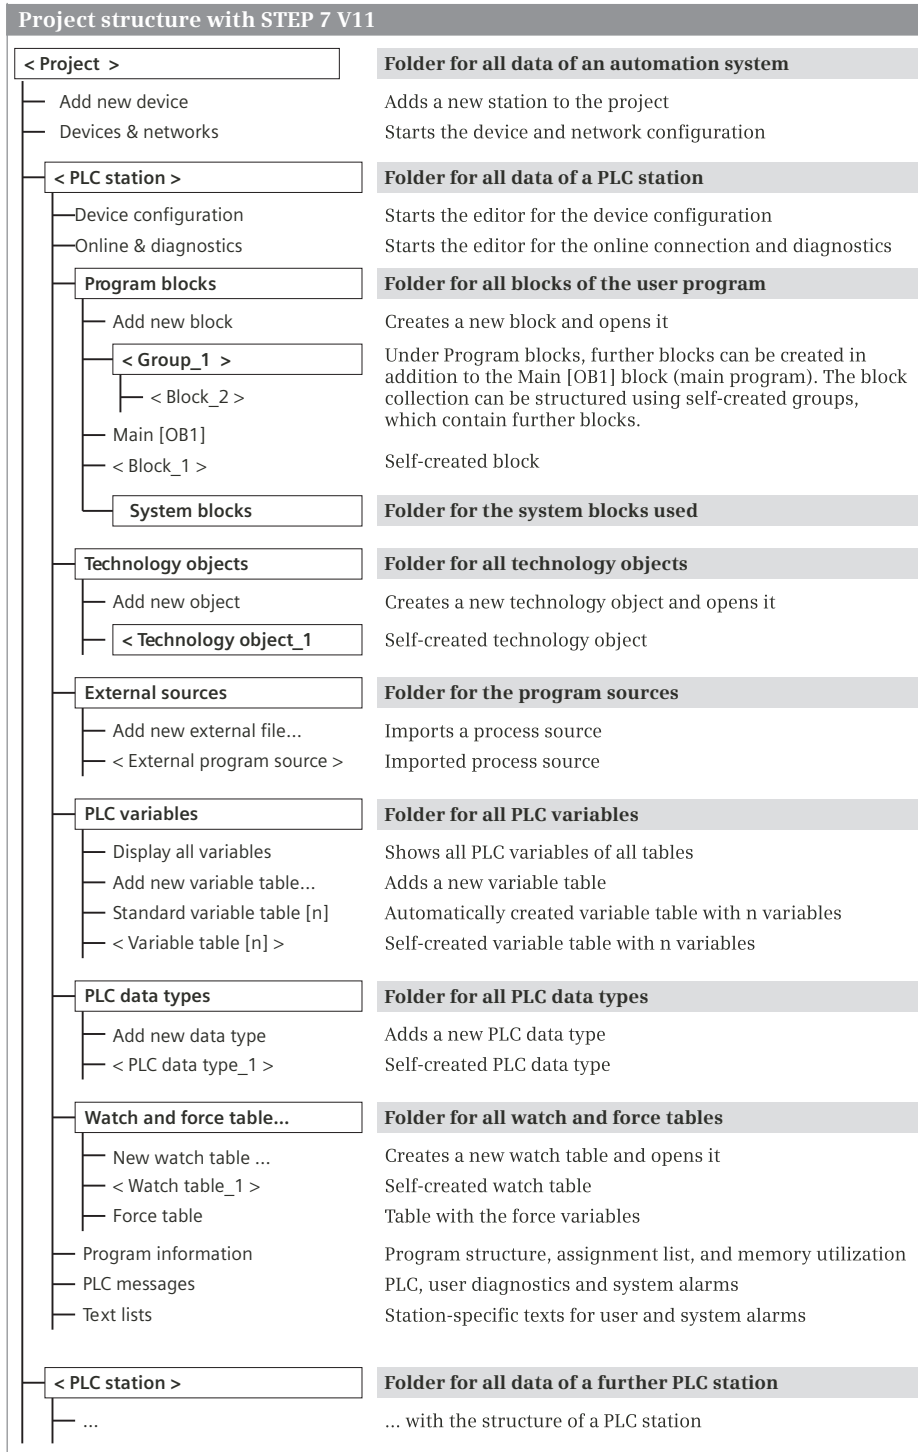 Project structure with STEP 7 V11
< Project > Folder for all data of an automation system
Add new device Adds a new station to the project
Devices & networks Starts the device and network configuration
< PLC station > Folder for all data of a PLC station
Device configuration Starts the editor for the device configuration
Online & diagnostics Starts the editor for the online connection and diagnostics
Program blocks Folder for all blocks of the user program
Add new block Creates a new block and opens it
< Group_1 > Under Program blocks, further blocks can be created in
addition to the Main [OB1] block (main program). The block
< Block_2 > collection can be structured using self-created groups,
which contain further blocks.
Main [OB1]
< Block_1 > Self-created block
System blocks Folder for the system blocks used
Technology objects Folder for all technology objects
Add new object Creates a new technology object and opens it
< Technology object_1 Self-created technology object
External sources Folder for the program sources
Add new external file... Imports a process source
< External program source > Imported process source
PLC variables Folder for all PLC variables
Display all variables Shows all PLC variables of all tables
Add new variable table... Adds a new variable table
Standard variable table [n] Automatically created variable table with n variables
< Variable table [n] > Self-created variable table with n variables
PLC data types Folder for all PLC data types
Add new data type Adds a new PLC data type
< PLC data type_1 > Self-created PLC data type
Watch and force table... Folder for all watch and force tables
New watch table ... Creates a new watch table and opens it
< Watch table_1 > Self-created watch table
Force table Table with the force variables
Program information Program structure, assignment list, and memory utilization
PLC messages PLC, user diagnostics and system alarms
Text lists Station-specific texts for user and system alarms
< PLC station > Folder for all data of a further PLC station
... ... with the structure of a PLC station